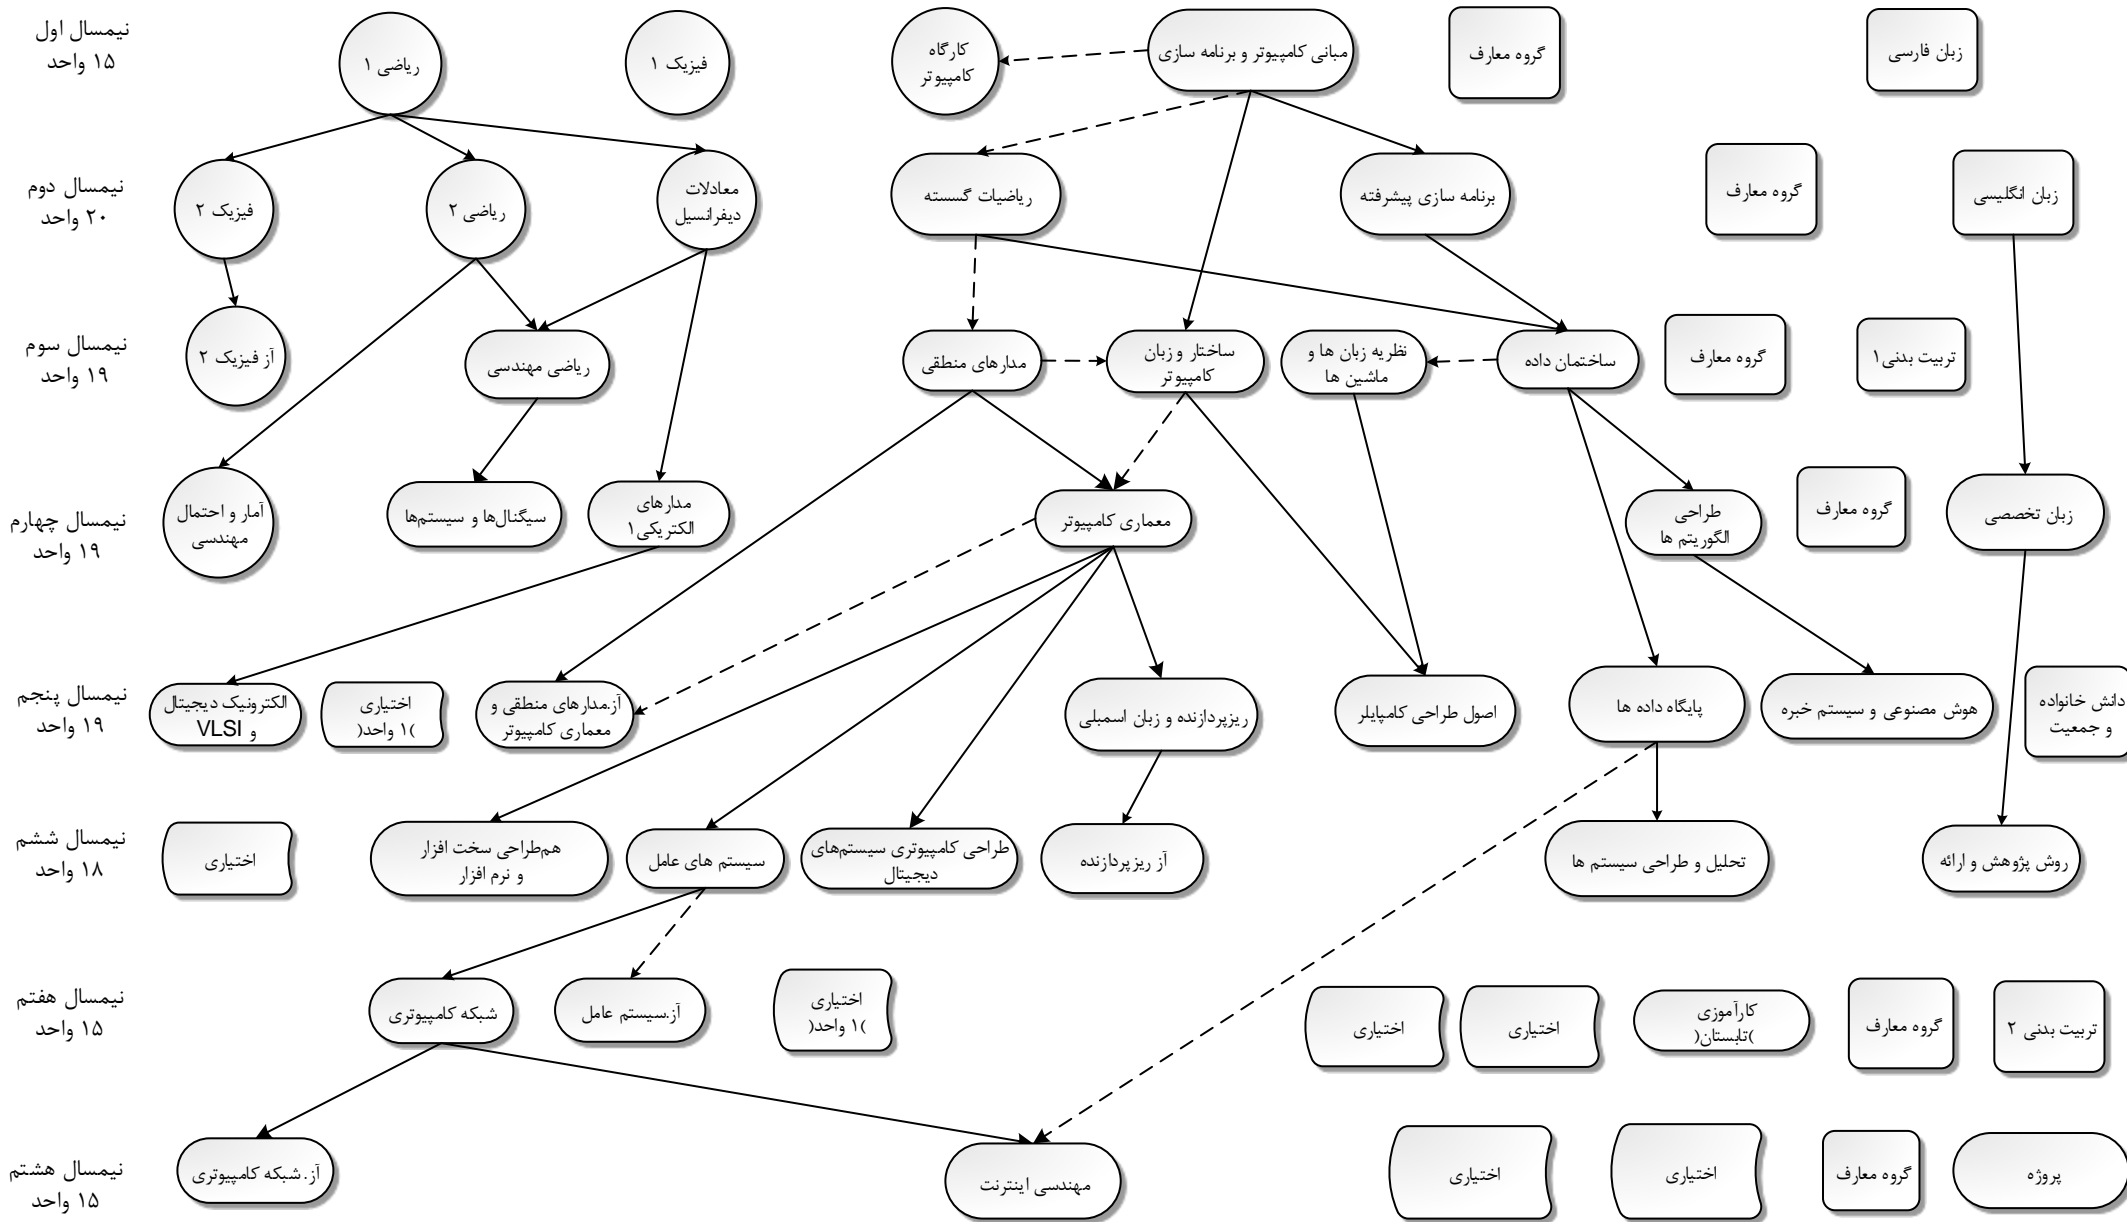 نیمسال اول
۱۵ واحد
ریاضی ۱
فیزیک ۱
کارگاه
کامپیوتر
مبانی کامپیوتر و برنامه سازی
گروه معارف
زبان فارسی
نیمسال دوم
۲۰ واحد
فیزیک ۲
ریاضی ۲
معادلات
دیفرانسیل
ریاضیات گسسته
برنامه سازی پیشرفته
گروه معارف
زبان انگلیسی
نیمسال سوم
۱۹ واحد
آز فیزیک ۲
ریاضی مهندسی
مدارهای منطقی
ساختار و زبان
کامپیوتر
نظریه زبان ها و
ماشین ها
ساختمان داده
گروه معارف
تربیت بدنی۱
نیمسال چهارم
۱۹ واحد
آمار و احتمال
مهندسی
سیگنال‌ها و سیستم‌ها
مدارهای
الکتریکی۱
معماری کامپیوتر
طراحی
الگوریتم ها
گروه معارف
زبان تخصصی
نیمسال پنجم
۱۹ واحد
الکترونیک دیجیتال
و VLSI
اختیاری
)۱ واحد(
آز.مدارهای منطقی و
معماری کامپیوتر
ریزپردازنده و زبان اسمبلی
اصول طراحی کامپایلر
پایگاه داده ها
هوش مصنوعی و سیستم خبره
دانش خانواده
و جمعیت
نیمسال ششم
۱۸ واحد
اختیاری
هم‌طراحی سخت افزار
و نرم افزار
سیستم های عامل
طراحی کامپیوتری سیستم‌های
دیجیتال
آز ریزپردازنده
تحلیل و طراحی سیستم ها
روش پژوهش و ارائه
نیمسال هفتم
۱۵ واحد
شبکه کامپیوتری
آز.سیستم عامل
اختیاری
)۱ واحد(
اختیاری
اختیاری
کارآموزی
)تابستان(
گروه معارف
تربیت بدنی ۲
نیمسال هشتم
۱۵ واحد
آز. شبکه کامپیوتری
مهندسی اینترنت
اختیاری
اختیاری
گروه معارف
پروژه